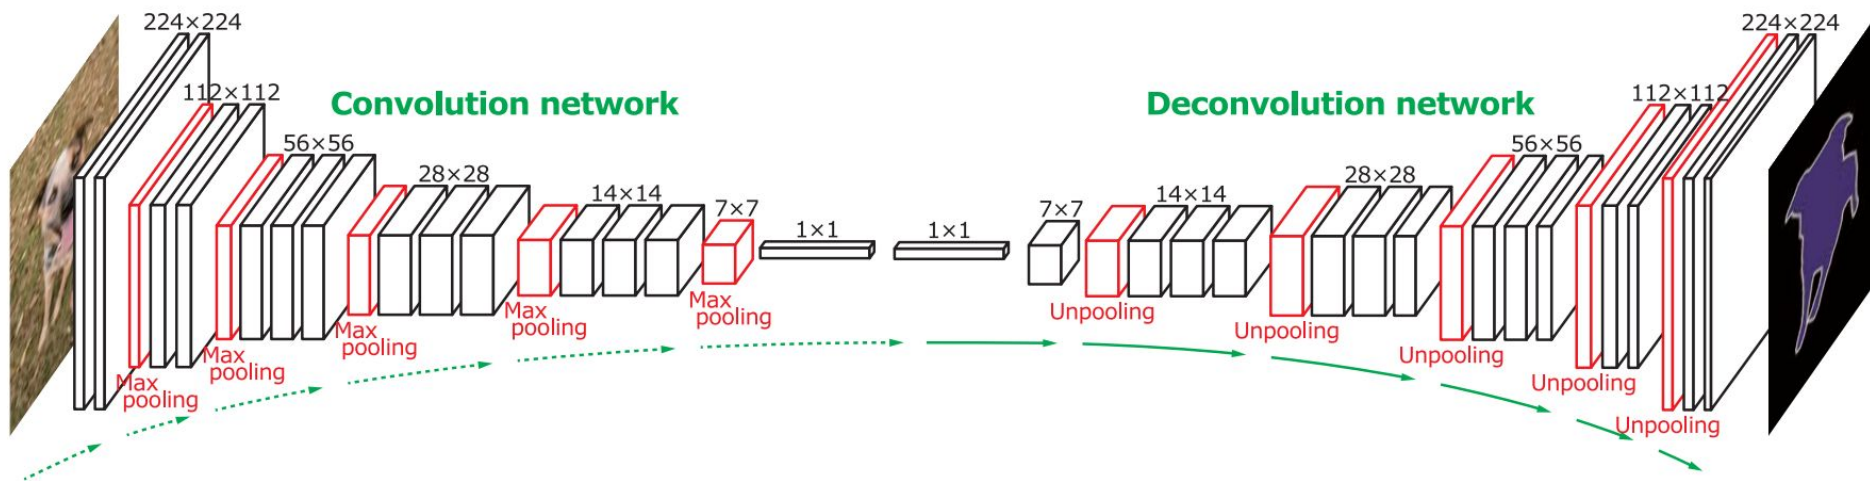 224×224
112×112
Convolution network
56×56
28×28
14×14
7×7
1×1
1×1
7×7
14×14
28×28
Deconvolution network
56×56
112×112
224×224
Max
pooling
Max
pooling
Max
pooling
Max
pooling
Max
pooling
Unpooling
Unpooling
Unpooling
Unpooling
Unpooling